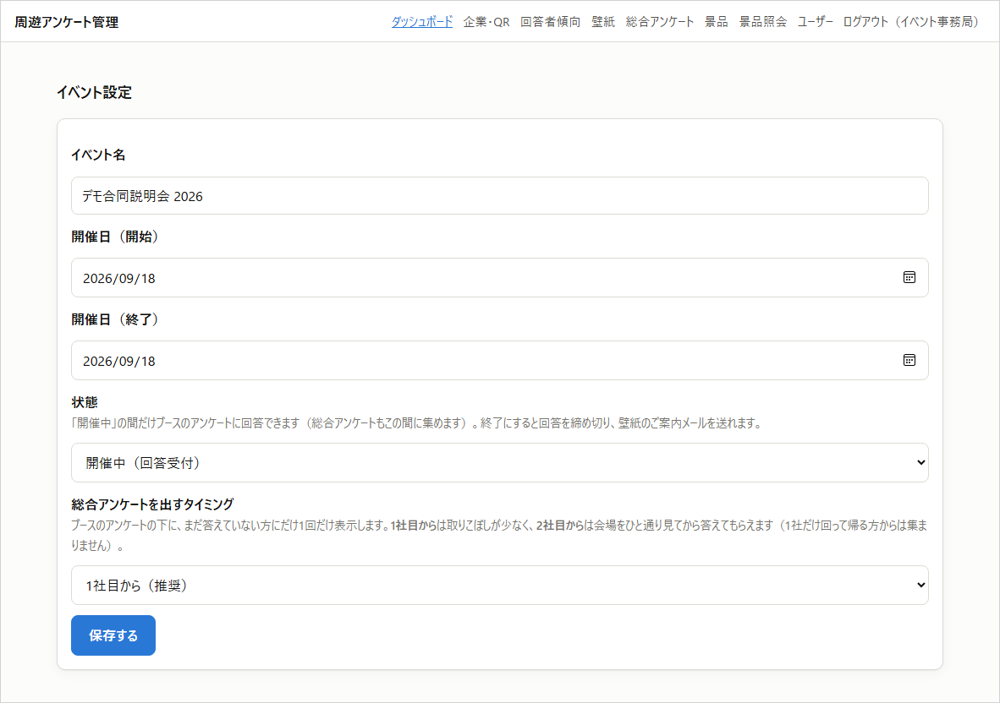 周遊アンケート管理
ダッシュボード 企業・QR 回答者傾向 壁紙 総合アンケート 景品 景品照会 ユーザー ログアウト（イベント事務局）
イベント設定
イベント名
デモ合同説明会 2026
開催日（開始）
2026/09/18
開催日（終了）
2026/09/18
状態
「開催中」の間だけブースのアンケートに回答できます（総合アンケートもこの間に集めます）。終了にすると回答を締め切り、壁紙のご案内メールを送れます。
開催中（回答受付）
総合アンケートを出すタイミング
ブースのアンケートの下に、まだ答えていない方にだけ1回だけ表示します。1社目からは取りこぼしが少なく、2社目からは会場をひと通り見てから答えてもらえます（1社だけ回って帰る方からは集ま
りません）。
1社目から（推奨）
保存する